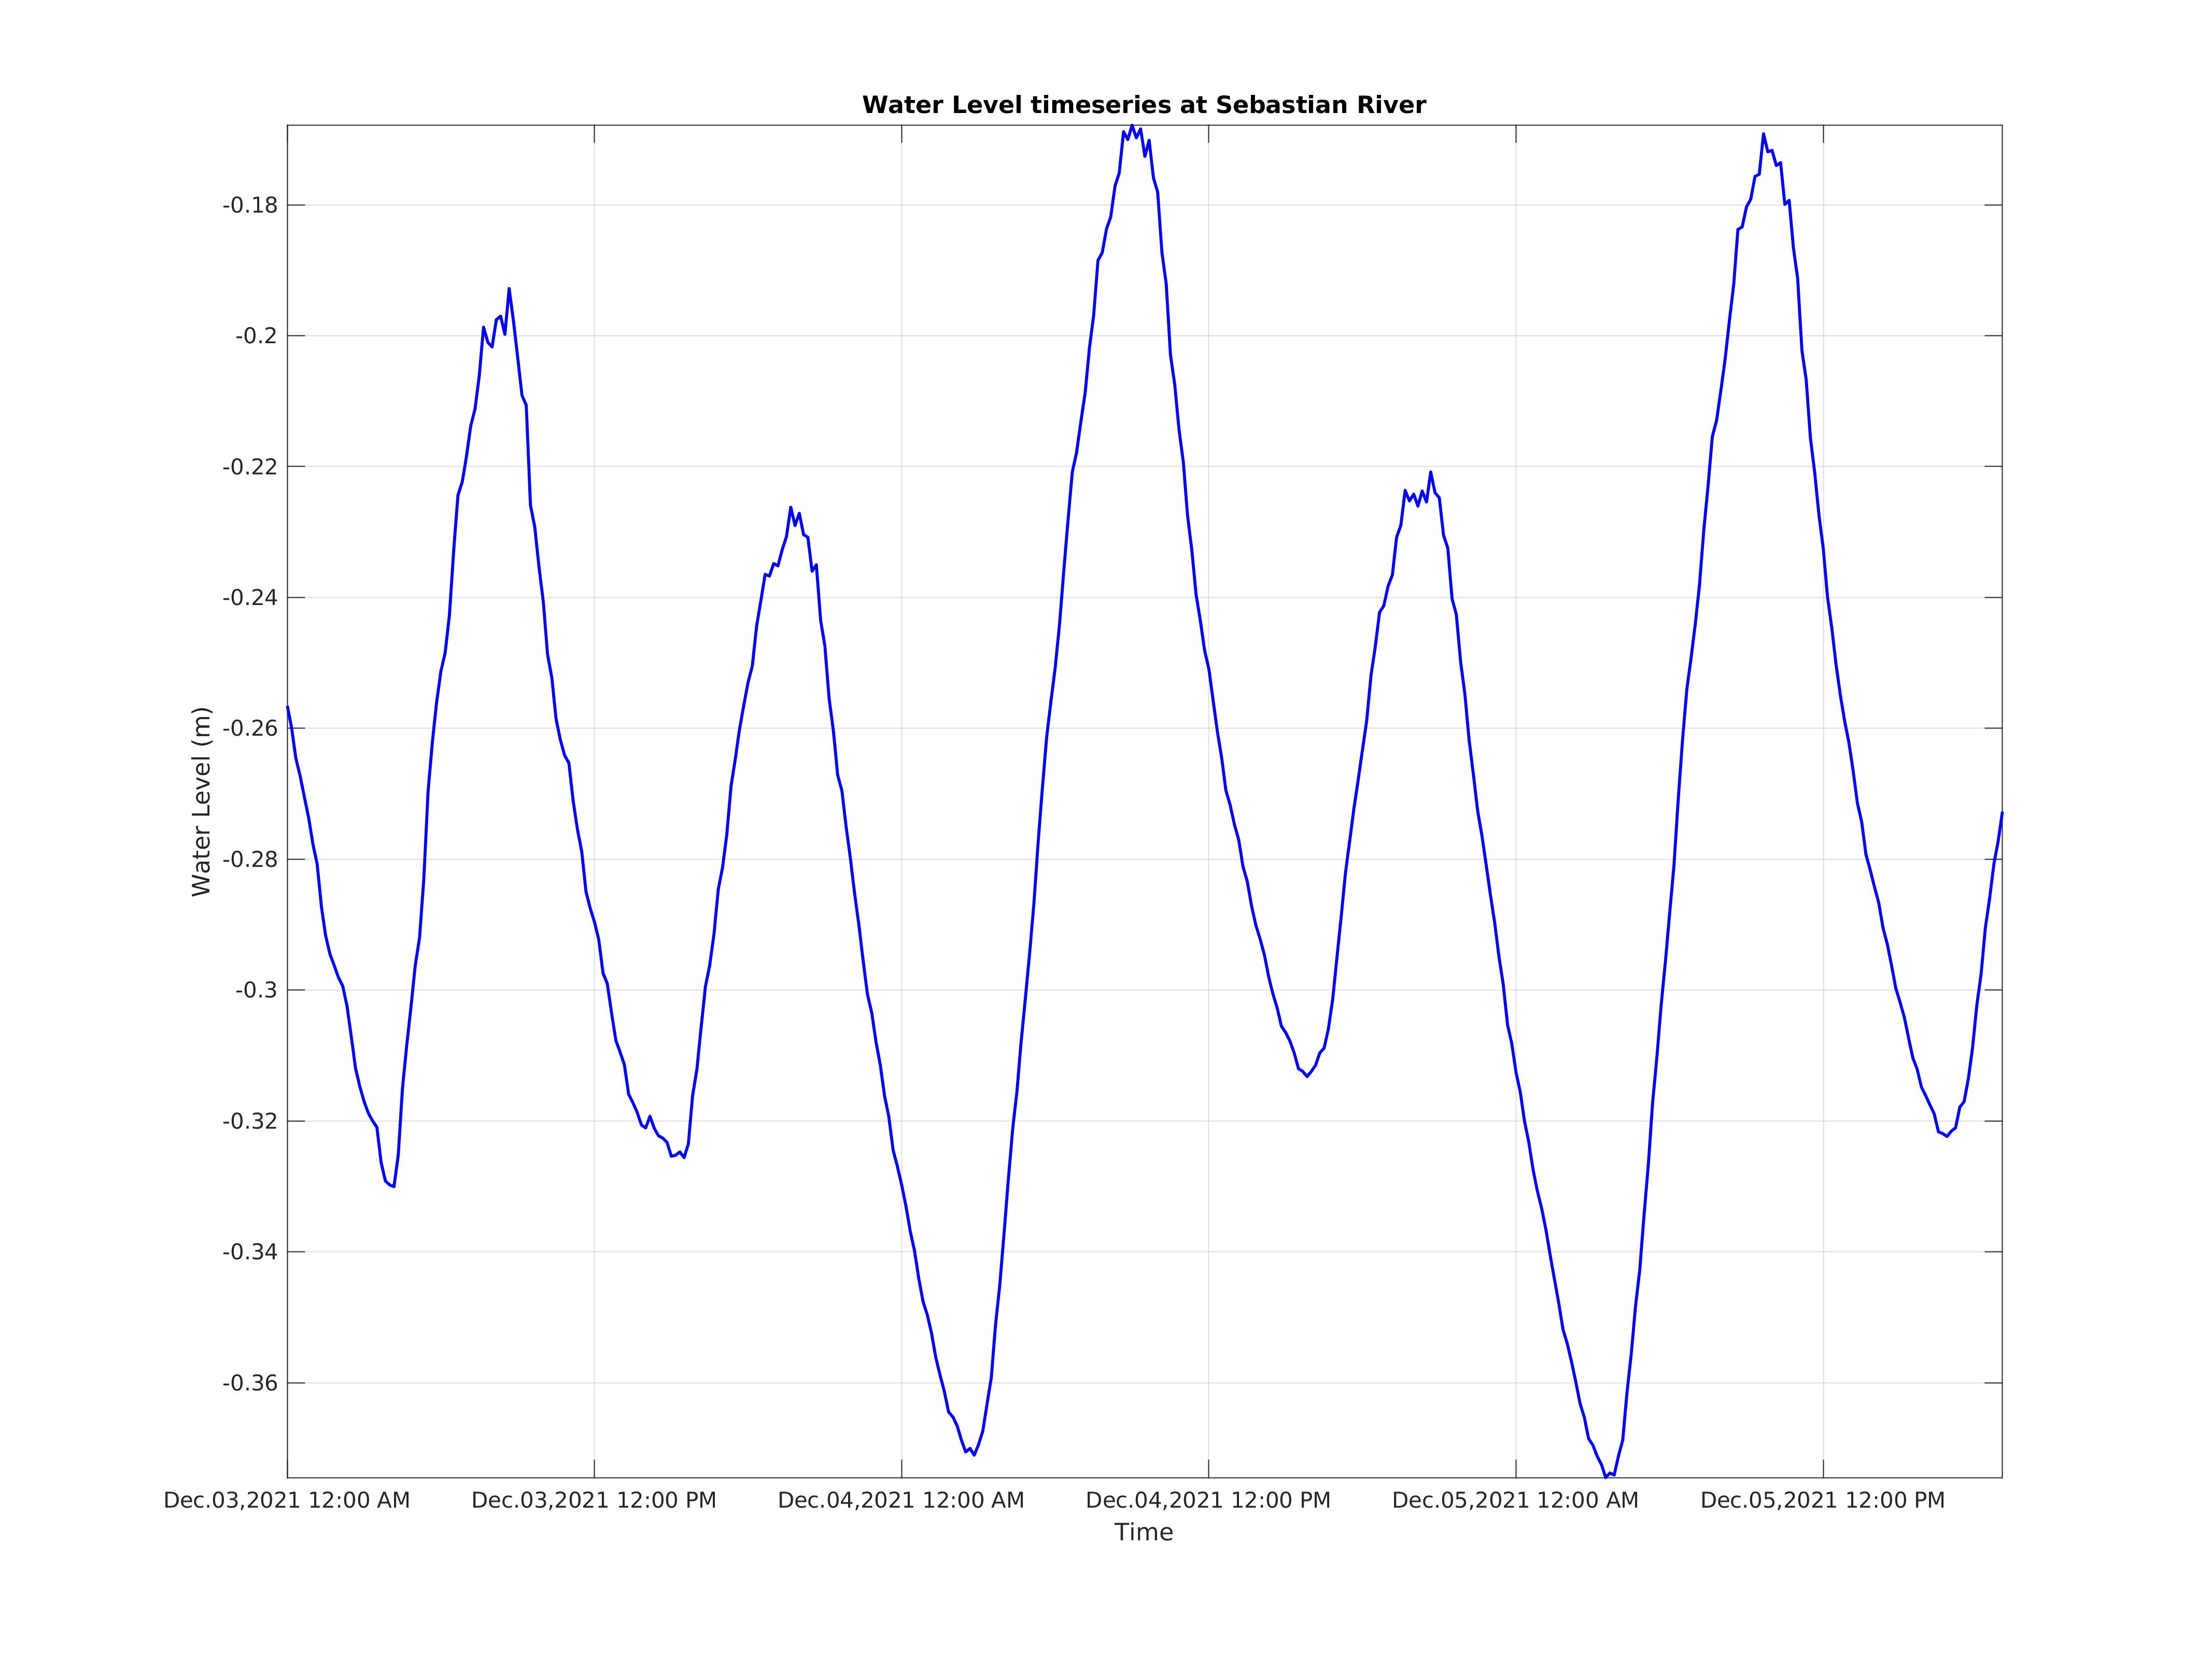 Water Level timeseries at Sebastian River
-0.18
-0.2
-0.22
-0.24
-0.26
-0.28
-0.3
-0.32
-0.34
-0.36
Water Level (m)
Dec.03,2021 12:00 AM Dec.03,2021 12:00 PM Dec.04,2021 12:00 AM Dec.04,2021 12:00 PM Dec.05,2021 12:00 AM Dec.05,2021 12:00 PM
Time